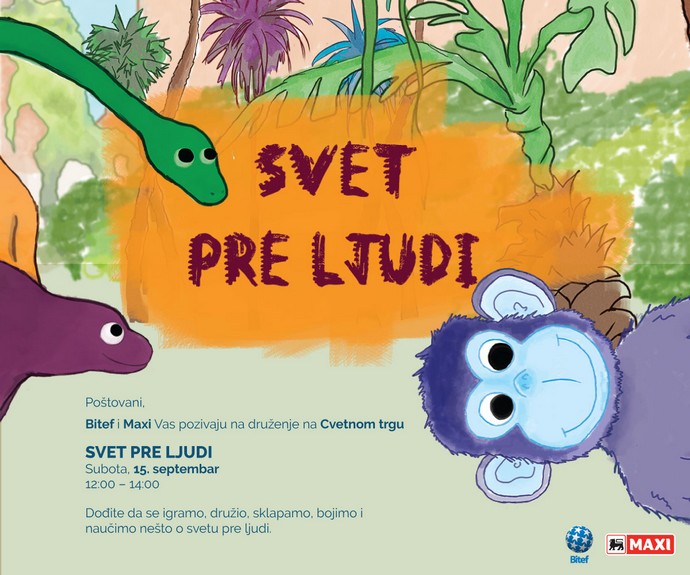 SVET
PRE LJUDI
Poštovani,
Bitef i Maxi Vas pozivaju na druženje na Cvetnom trgu
SVET PRE LJUDI
Subota, 15. septembar
12:00 – 14:00
Dođite da se igramo, družio, sklapamo, bojimo i
naučimo nešto o svetu pre ljudi.
Bitef
MAXI